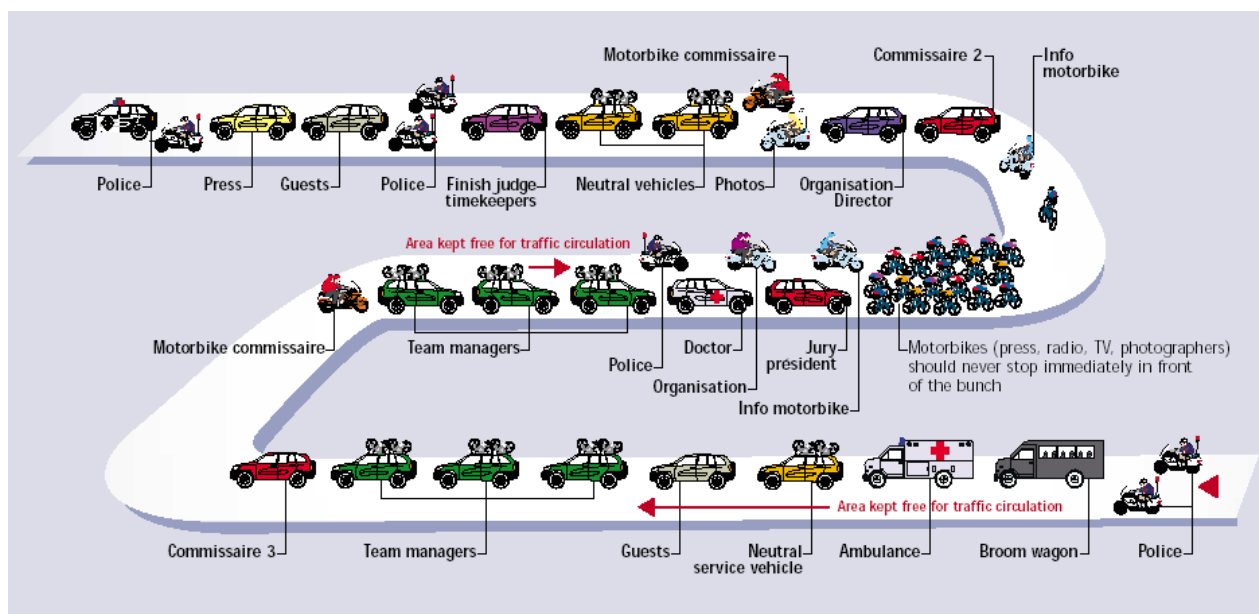 Motorbike commissaire
Commissaire 2
Info
motorbike
Police
Press
Guests
Police
Finish judge
timekeepers
Neutral vehicles
Photos
Organisation
Director
Area kept free for traffic circulation
Motorbike commissaire
Team managers
Police
Doctor
Organisation
Jury
président
Info motorbike
Motorbikes (press, radio, TV, photographers)
should never stop immediately in front
of the bunch
Area kept free for traffic circulation
Commissaire 3
Team managers
Guests
Neutral
service vehicle
Ambulance
Broom wagon
Police